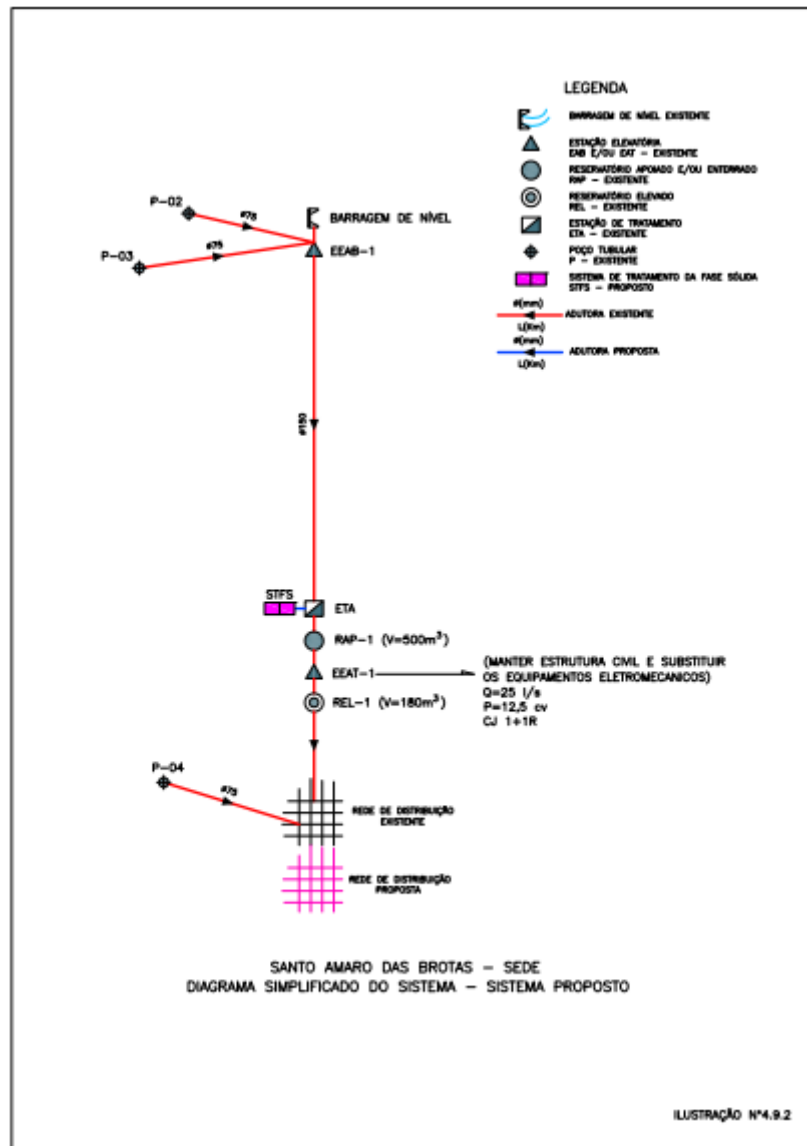 LEGENDA
BARRAGEM DE NÍVEL EXISTENTE
ESTAÇÃO ELEVATÓRIA
EAB E/OU EAT – EXISTENTE
RESERVATÓRIO APOIADO E/OU ENTERRADO
RAP – EXISTENTE
RESERVATÓRIO ELEVADO
REL – EXISTENTE
ESTAÇÃO DE TRATAMENTO
ETA – EXISTENTE
POÇO TUBULAR
P – EXISTENTE
SISTEMA DE TRATAMENTO DA FASE SÓLIDA
STFS – PROPOSTO
ø(mm)
ADUTORA EXISTENTE
L(Km)
ø(mm)
ADUTORA PROPOSTA
L(Km)
P-02
ø75
BARRAGEM DE NÍVEL
P-03
ø75
EEAB-1
ø150
STFS
ETA
RAP-1 (V=500m³)
EEAT-1
(MANTER ESTRUTURA CIVIL E SUBSTITUIR
OS EQUIPAMENTOS ELETROMECANICOS)
Q=25 l/s
P=12,5 cv
CJ 1+1R
REL-1 (V=180m³)
P-04
ø75
REDE DE DISTRIBUIÇÃO
EXISTENTE
REDE DE DISTRIBUIÇÃO
PROPOSTA
SANTO AMARO DAS BROTAS – SEDE
DIAGRAMA SIMPLIFICADO DO SISTEMA – SISTEMA PROPOSTO
ILUSTRAÇÃO N°4.9.2